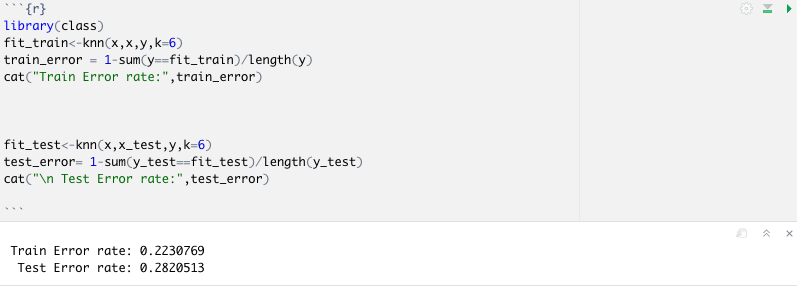 ```{r}
library(class)
fit_train<-knn(x,x,y,k=6)
train_error = 1-sum(y==fit_train)/length(y)
cat("Train Error rate:",train_error)
fit_test<-knn(x,x_test,y,k=6)
test_error= 1-sum(y_test==fit_test)/length(y_test)
cat("\n Test Error rate:",test_error)
```
Train Error rate: 0.2230769
Test Error rate: 0.2820513